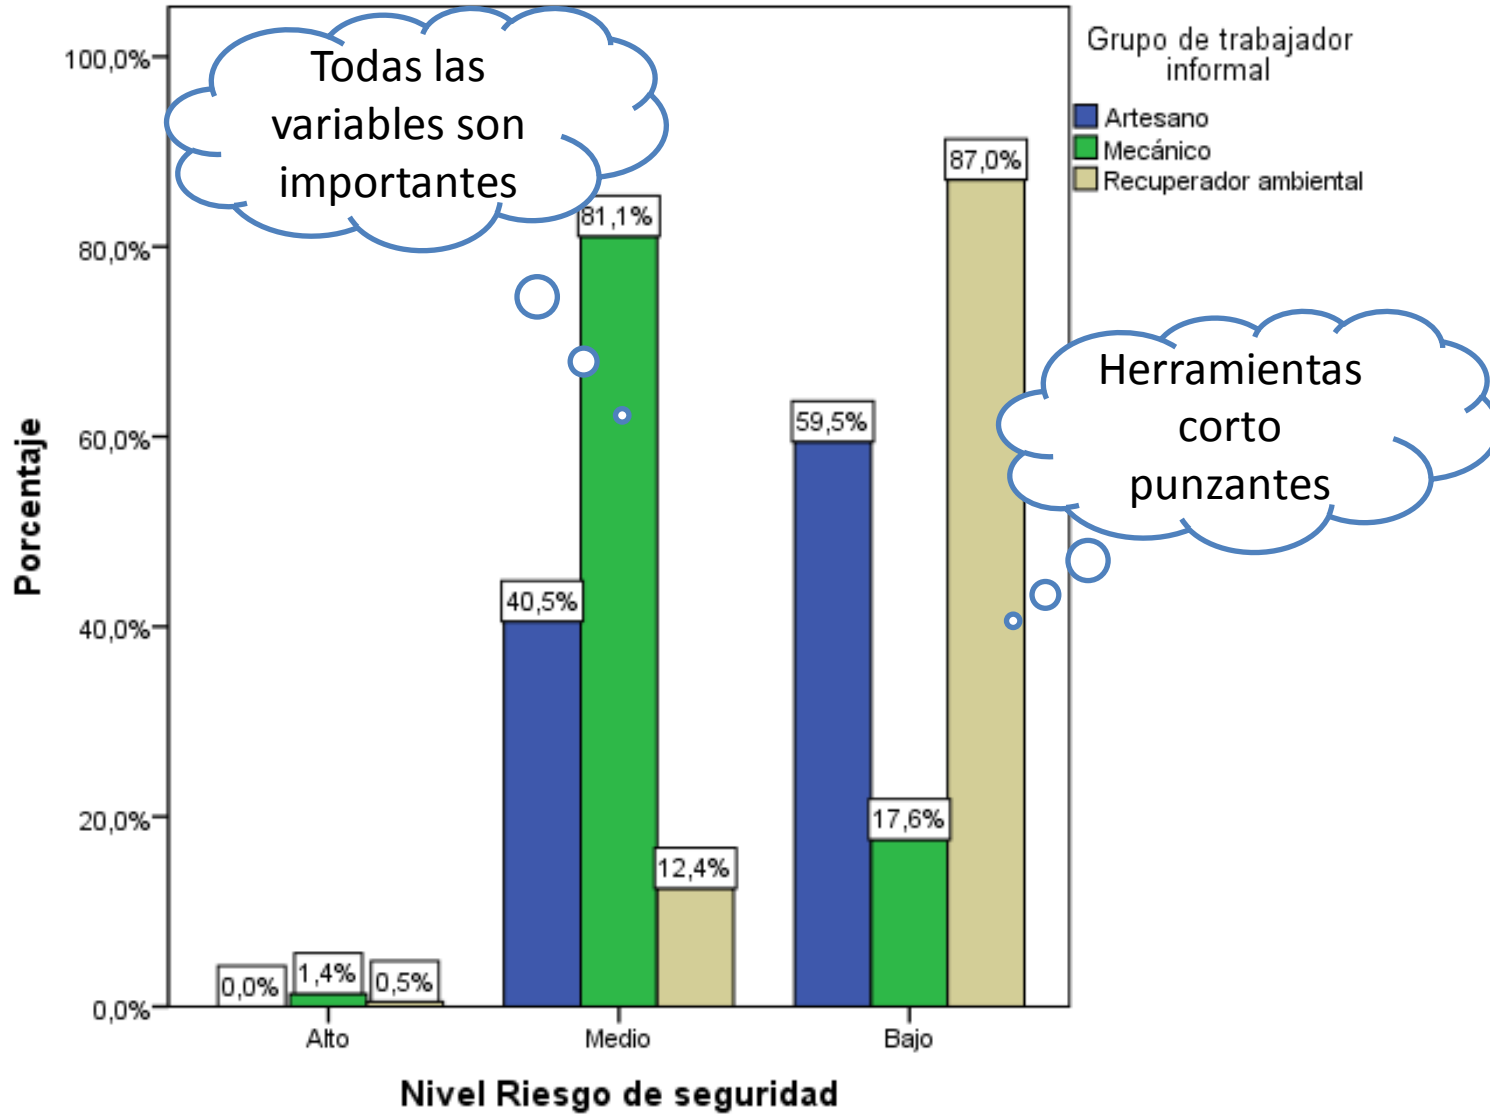 Todas las
variables son
importantes
Grupo de trabajador
informal
Artesano
Mecánico
Recuperador ambiental
Herramientas
corto
punzantes
Porcentaje
100,0%
80,0%
60,0%
40,0%
20,0%
0,0%
0,0%
1,4%
0,5%
40,5%
81,1%
12,4%
59,5%
17,6%
87,0%
Alto
Medio
Bajo
Nivel Riesgo de seguridad